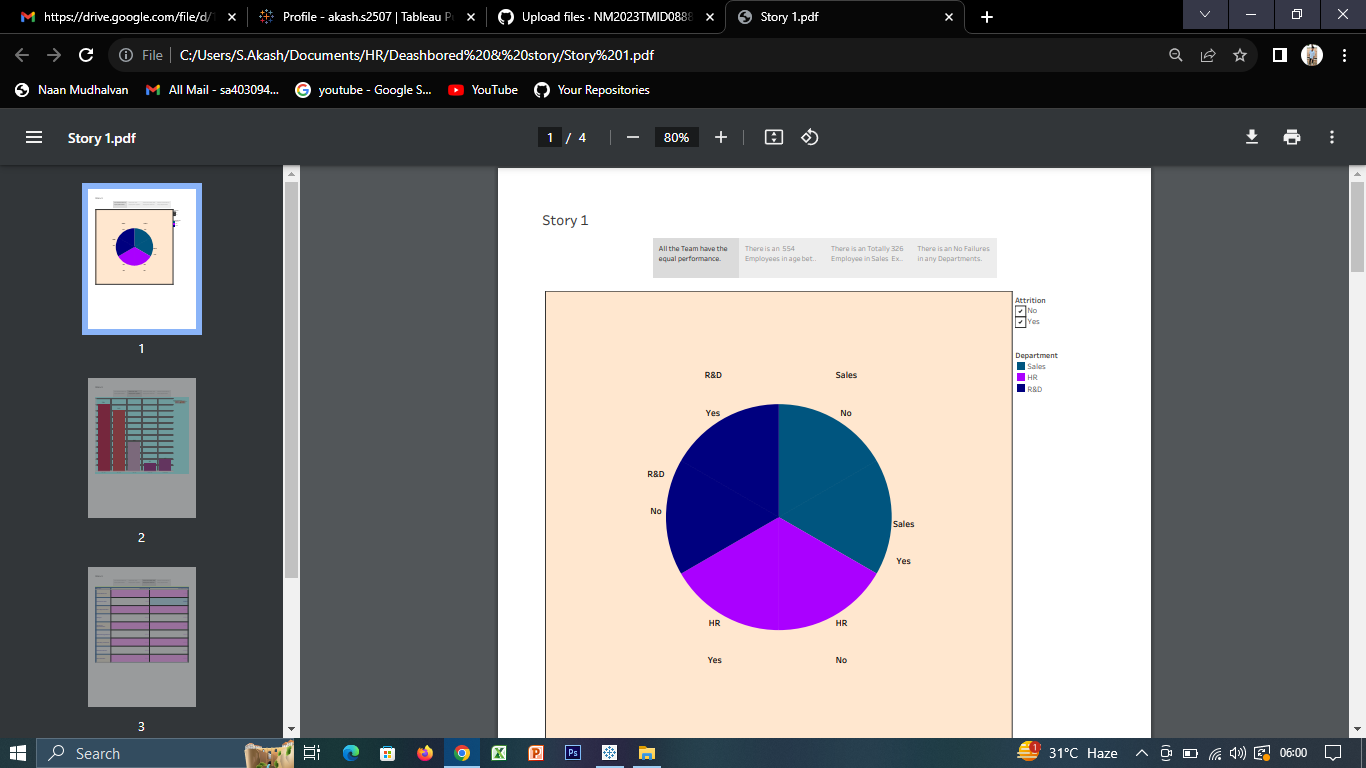 https://drive.google.com/file/d/1
Profile - akash.s2507 | Tableau P
Upload files · NM2023TMID0888
Story 1.pdf
File
C:/Users/S.Akash/Documents/HR/Deashbored%20&%20story/Story%201.pdf
Naan Mudhalvan
All Mail - sa403094...
youtube - Google S...
YouTube
Your Repositories
Story 1.pdf
1 / 4
80%
1
2
3
Story 1
All the Team have the
equal performance.
There is an 554
Employees in age bet..
There is an Totally 326
Employee in Sales Ex..
There is an No Failures
in any Departments.
Attrition
No
Yes
Department
Sales
HR
R&D
R&D
Yes
Sales
No
R&D
No
Sales
Yes
HR
Yes
HR
No
Search
1
31°C Haze
06:00